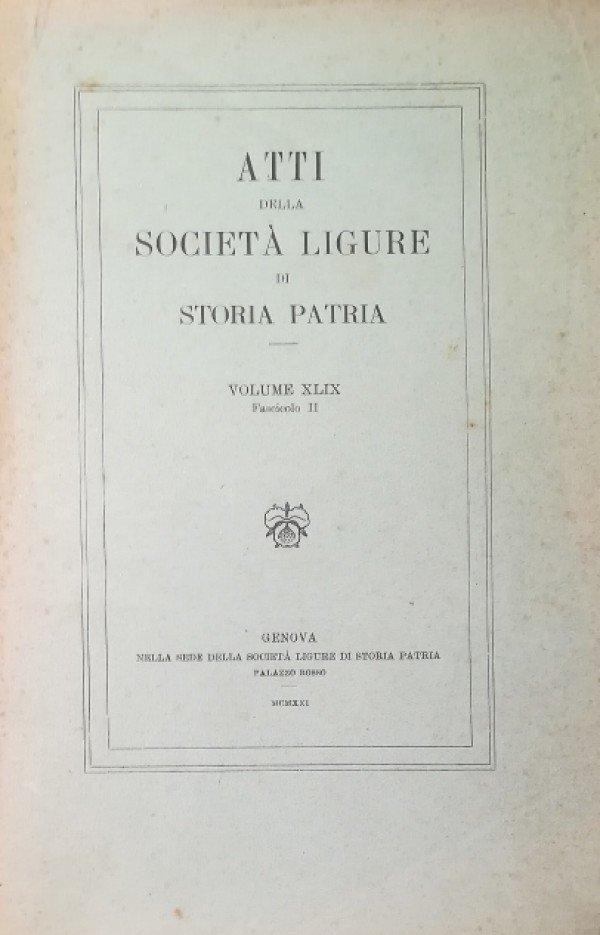 ATTI
DELLA
SOCIETÀ LIGURE
DI
STORIA PATRIA
VOLUME XLIX
Fascicolo II
GENOVA
NELLA SEDE DELLA SOCIETÀ LIGURE DI STORIA PATRIA
PALAZZO ROSSO
MCMXXI